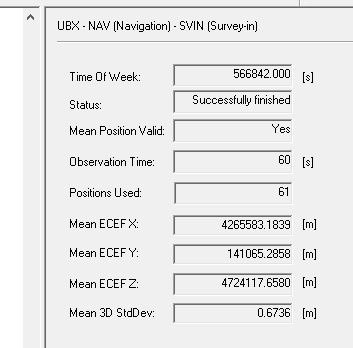 UBX - NAV (Navigation) - SVIN (Survey-in)
Time Of Week: 566842.000 [s]
Status: Successfully finished
Mean Position Valid: Yes
Observation Time: 60 [s]
Positions Used: 61
Mean ECEF X: 4265583.1839 [m]
Mean ECEF Y: 141065.2858 [m]
Mean ECEF Z: 4724117.6580 [m]
Mean 3D StdDev: 0.6736 [m]